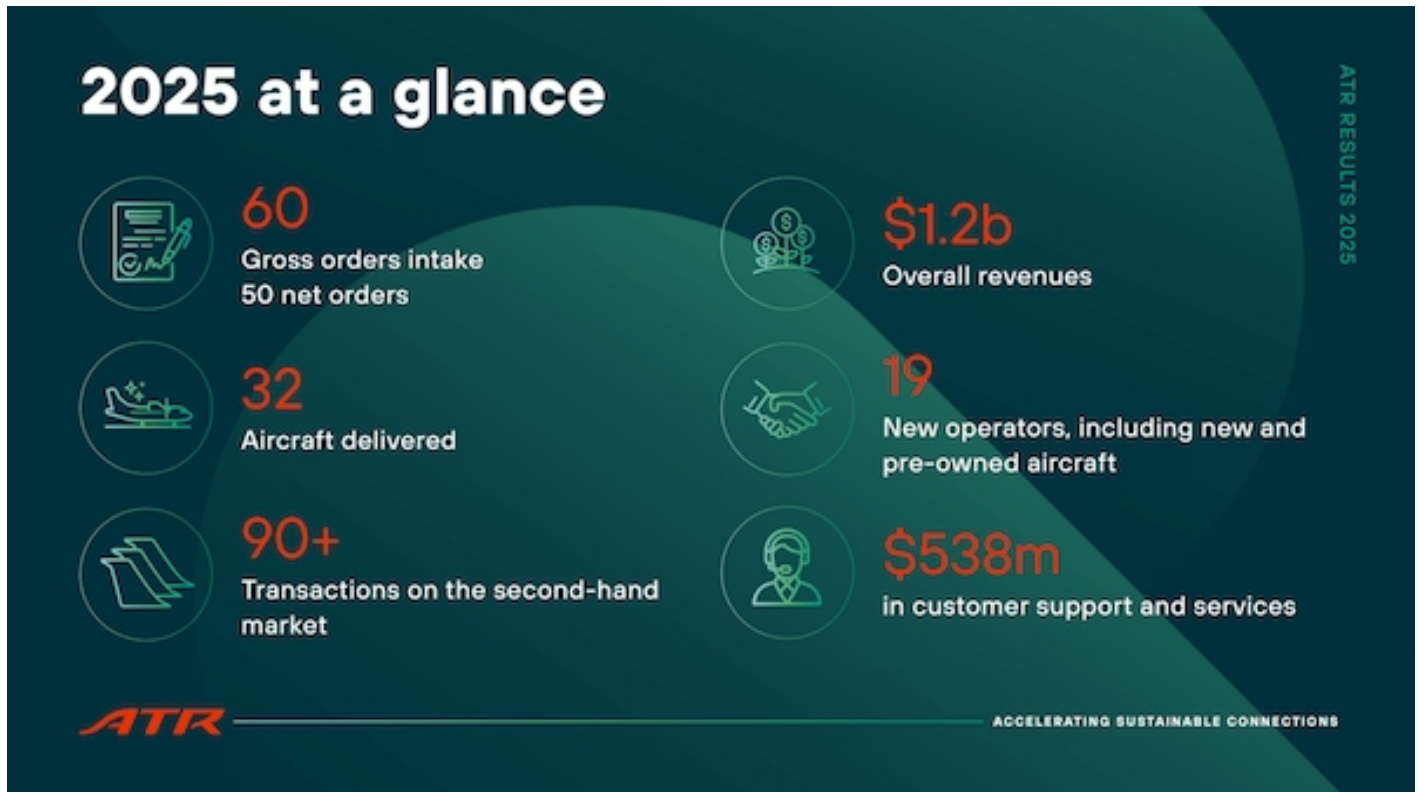 2025 at a glance
60
Gross orders intake
50 net orders
32
Aircraft delivered
90+
Transactions on the second-hand
market
$1.2b
Overall revenues
19
New operators, including new and
pre-owned aircraft
$538m
in customer support and services
ATR RESULTS 2025
ATR
ACCELERATING SUSTAINABLE CONNECTIONS